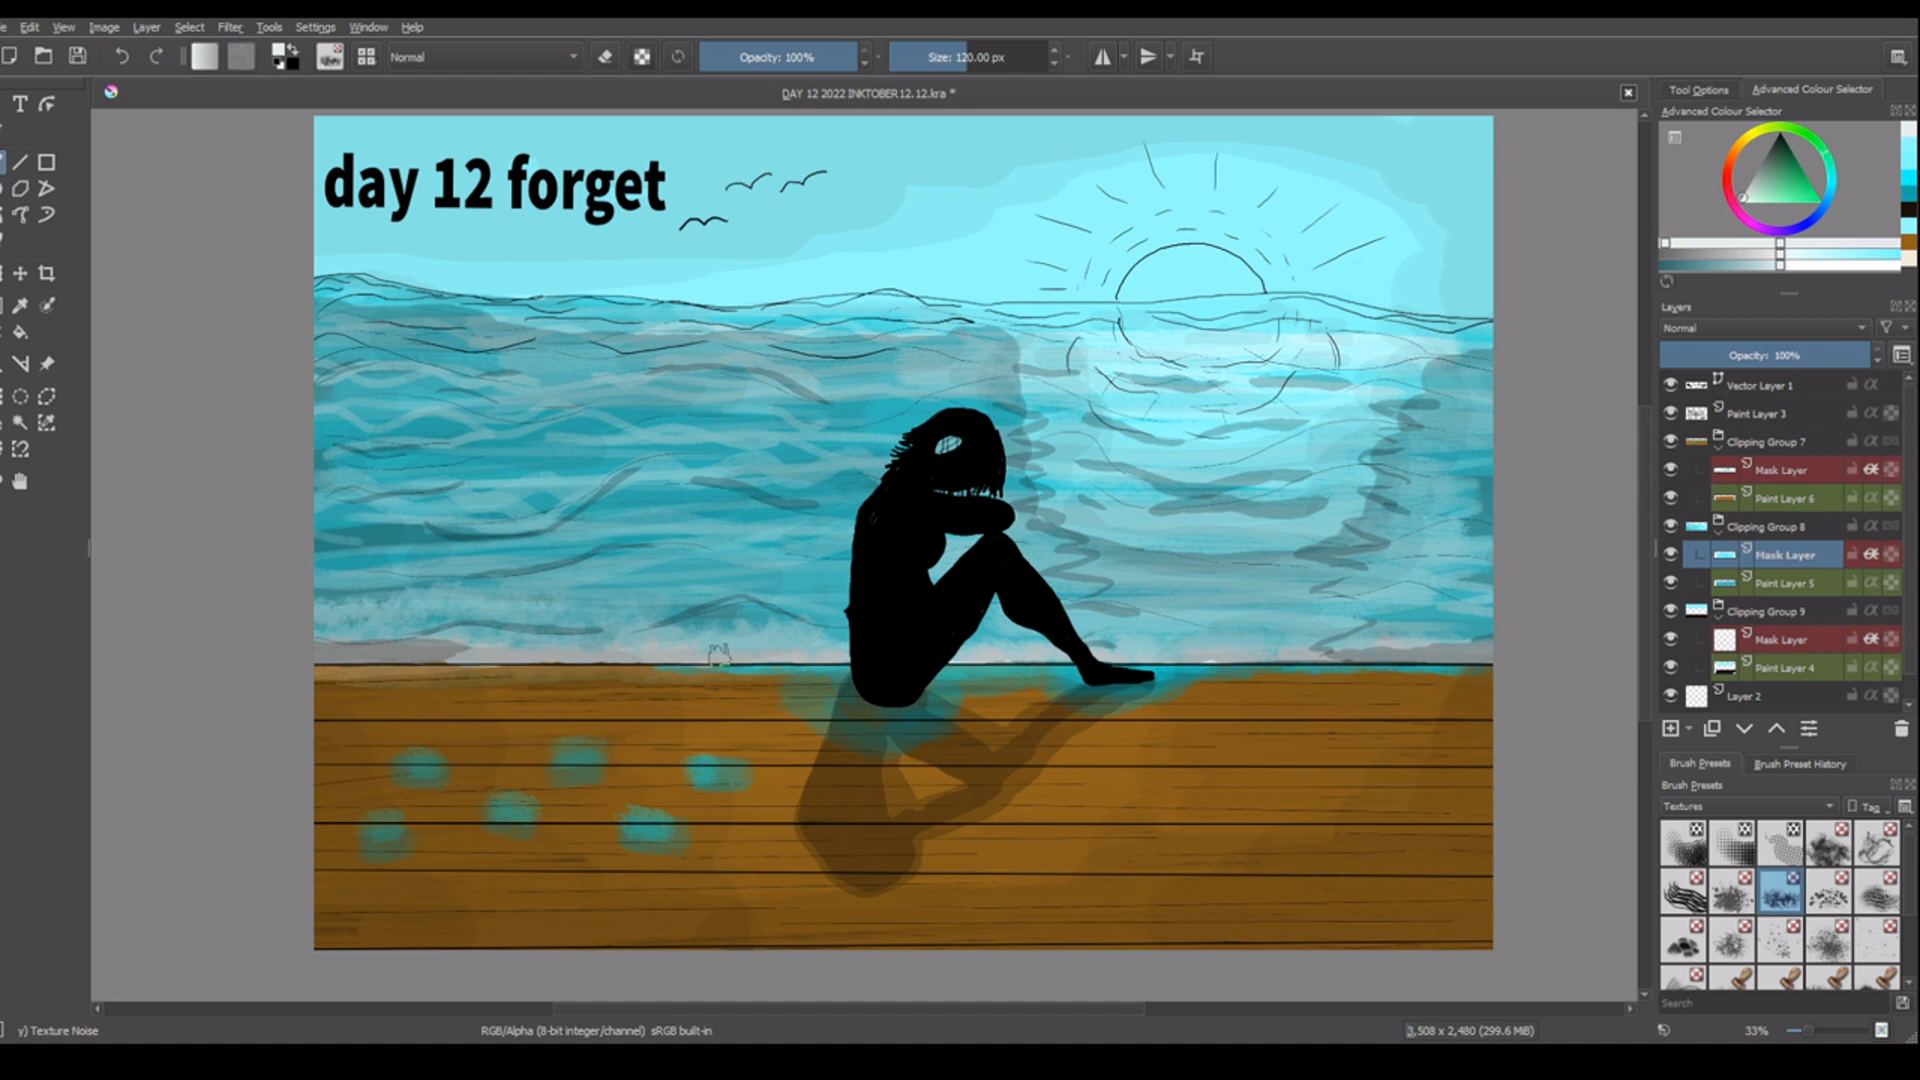 Edit View Image Layer Select Filter Tools Settings Window Help
Normal
Opacity: 100%
Size: 120.00 px
DAY 12 2022 INKTOBER12.12.kra *
Tool Options
Advanced Colour Selector
Advanced Colour Selector
day 12 forget
Layers
Normal
Opacity: 100%
Vector Layer 1
Paint Layer 3
Clipping Group 7
Mask Layer
Paint Layer 6
Clipping Group 8
Mask Layer
Paint Layer 5
Clipping Group 9
Mask Layer
Paint Layer 4
Layer 2
Brush Presets
Brush Preset History
Brush Presets
Textures
Tag
Search
y) Texture Noise
RGB/Alpha (8-bit integer/channel) sRGB built-in
3,508 x 2,480 (299.6 MiB)
33%